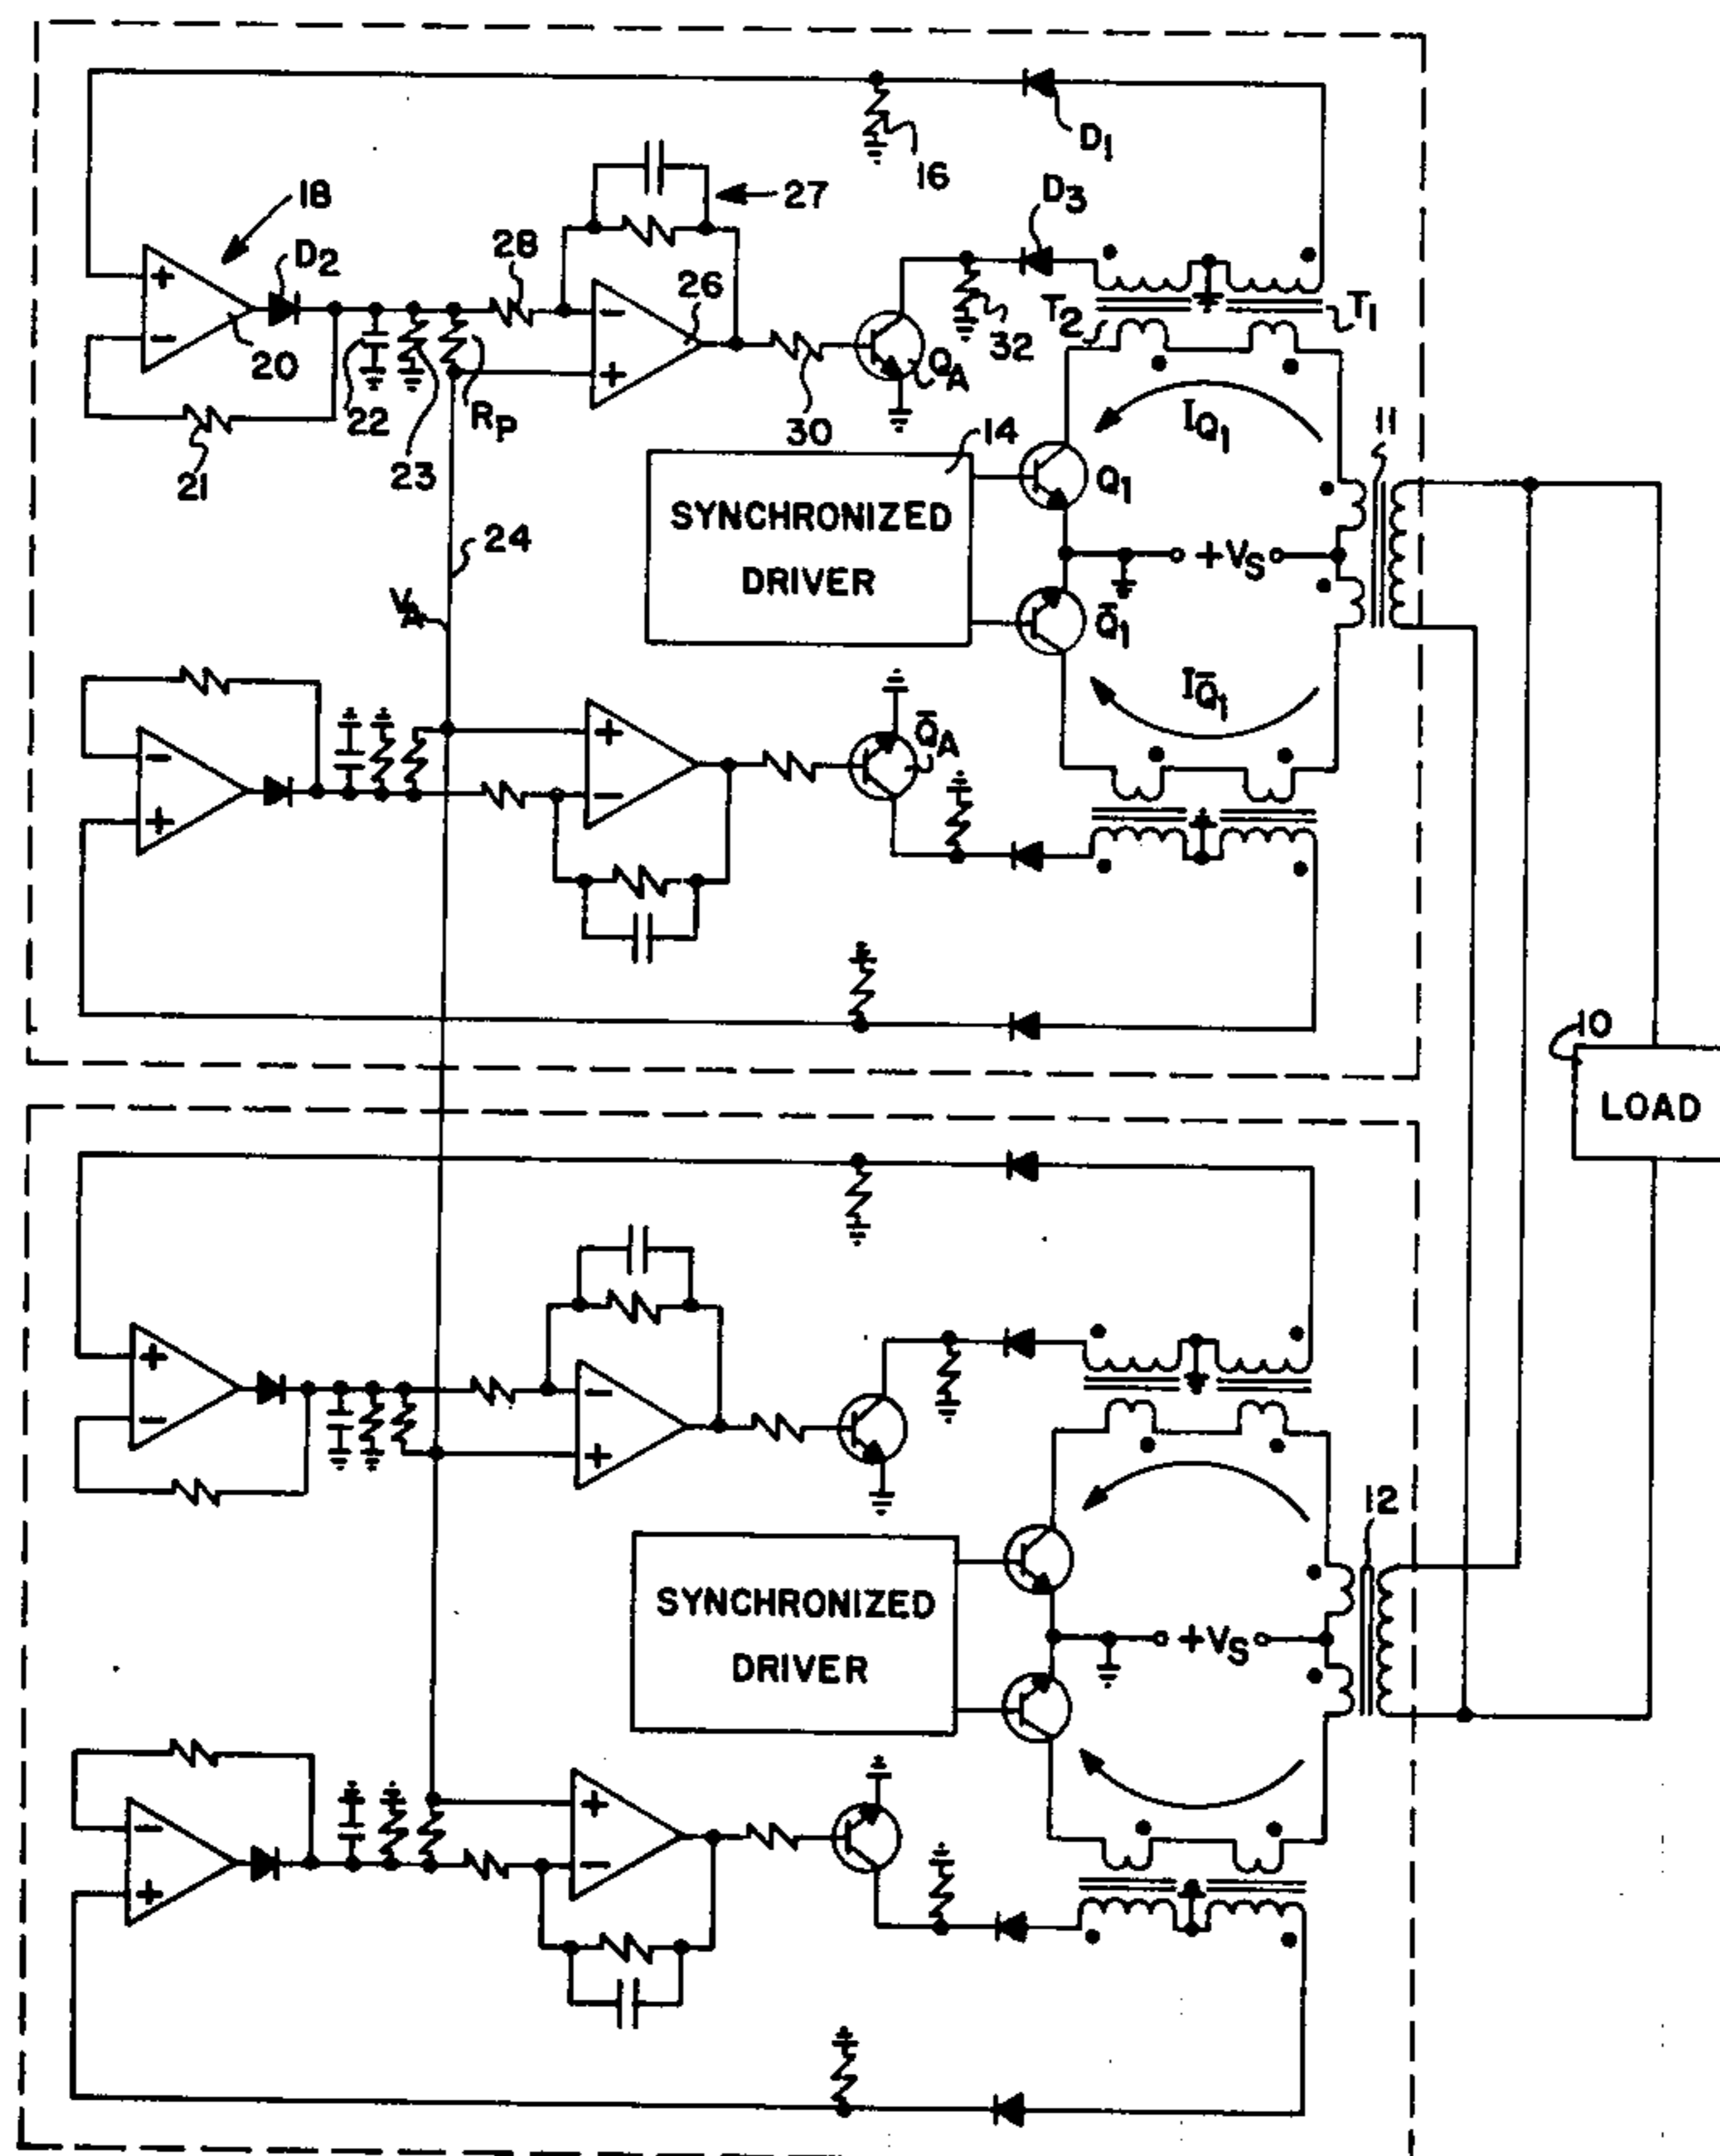 D1
16
18
D2
27
28
D3
26
T2
T1
20
22
RP
32
QA
30
IQ1
11
21
23
14
Q1
SYNCHRONIZED
DRIVER
24
+VS
VA
Q̄1
IQ̄1
Q̄A
10
LOAD
12
SYNCHRONIZED
DRIVER
+VS